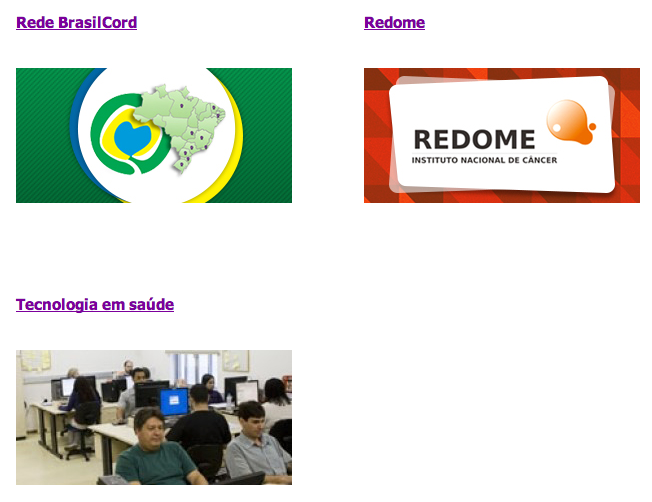 Rede BrasilCord
Redome
REDOME
INSTITUTO NACIONAL DE CÂNCER
Tecnologia em saúde